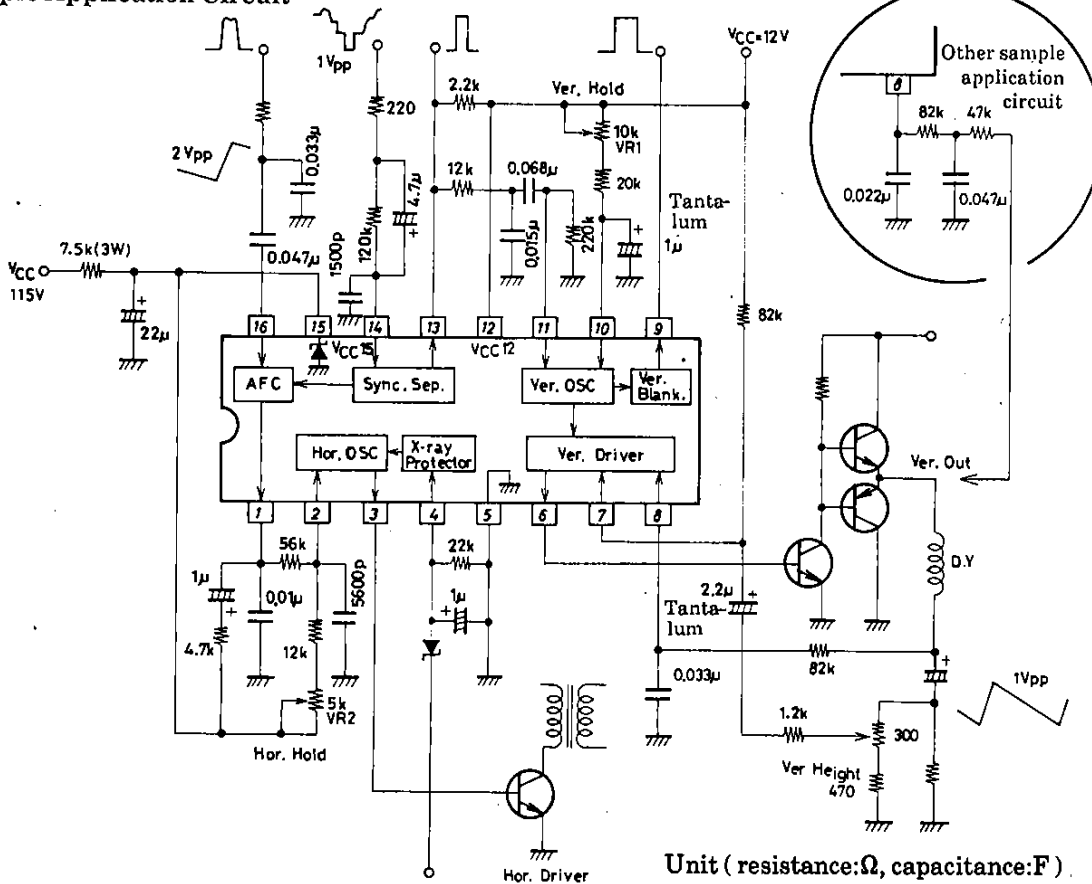 Application Circuit
1Vpp
VCC=12V
Other sample
application
circuit
8
82k
47k
0.022μ
0.047μ
2.2k
Ver. Hold
220
10k
VR1
2Vpp
0.033μ
4.7μ
12k
0.068μ
20k
Tanta-
lum
0.015μ
220k
1μ
7.5k(3W)
VCC
115V
22μ
0.047μ
1500p
120k
82k
16
15
14
13
12
11
10
9
VCC 15
VCC 12
AFC
Sync. Sep.
Ver. OSC
Ver.
Blank.
Hor. OSC
X-ray
Protector
Ver. Driver
Ver. Out
1
2
3
4
5
6
7
8
56k
22k
D.Y
1μ
0.01μ
5600p
1μ
2.2μ
Tanta-
lum
4.7k
12k
82k
0.033μ
5k
VR2
1Vpp
1.2k
300
Hor. Hold
Ver Height
470
Hor. Driver
Unit (resistance:Ω, capacitance:F)